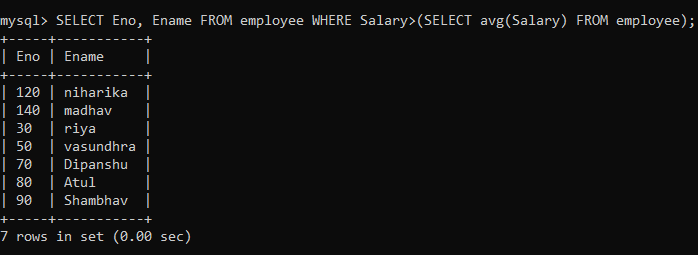 mysql> SELECT Eno, Ename FROM employee WHERE Salary>(SELECT avg(Salary) FROM employee);
+-----+-----------+
| Eno | Ename     |
+-----+-----------+
| 120 | niharika  |
| 140 | madhav    |
| 30  | riya      |
| 50  | vasundhra |
| 70  | Dipanshu  |
| 80  | Atul      |
| 90  | Shambhav  |
+-----+-----------+
7 rows in set (0.00 sec)